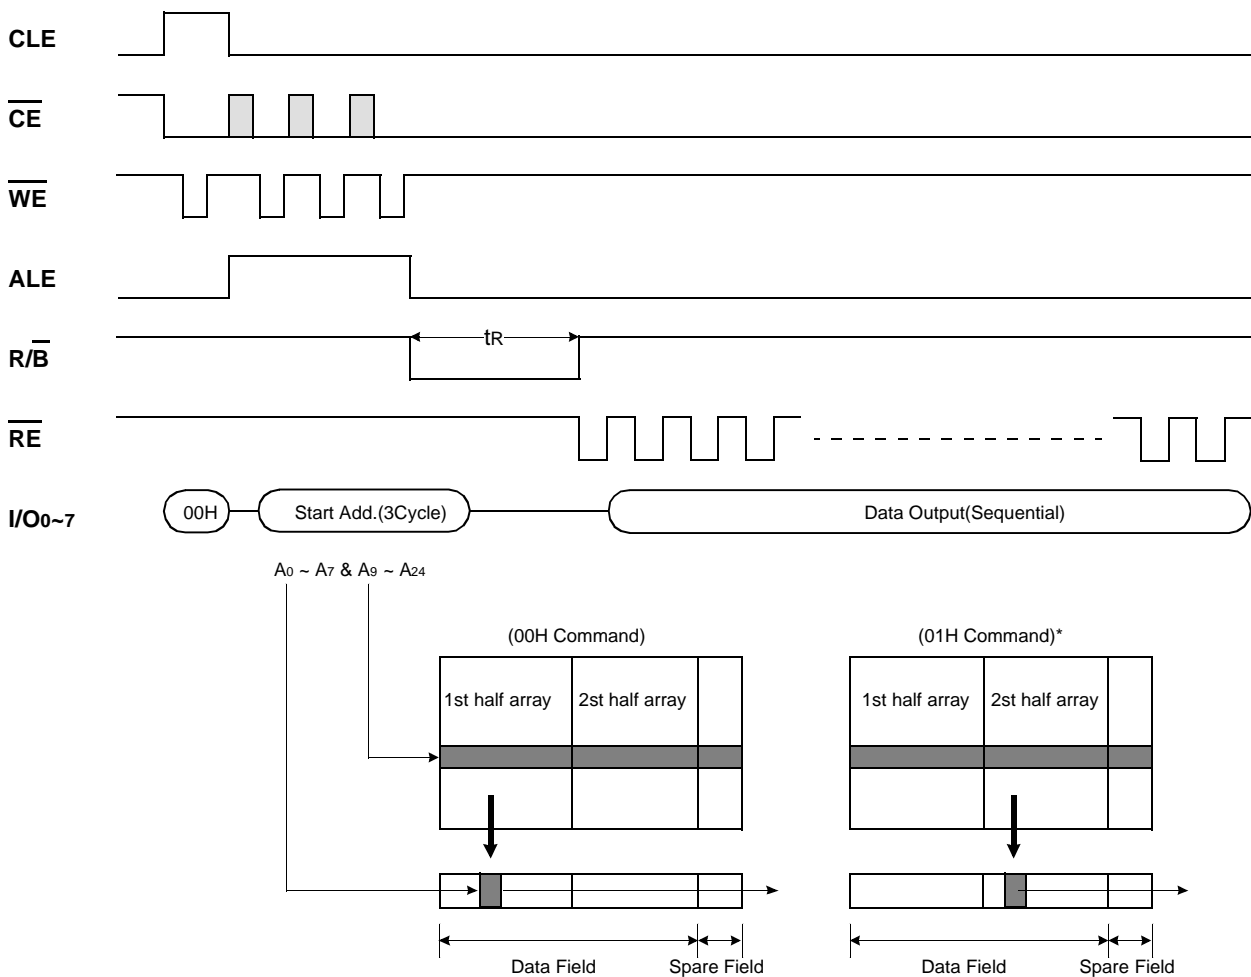 CLE
CE
WE
ALE
R/B
tR
RE
I/O0~7
00H
Start Add.(3Cycle)
Data Output(Sequential)
A0 ~ A7 & A9 ~ A24
(00H Command)
(01H Command)*
1st half array
2st half array
1st half array
2st half array
Data Field
Spare Field
Data Field
Spare Field